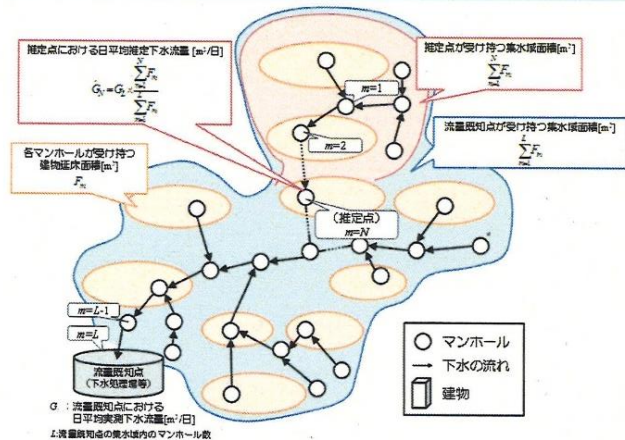 推定点における日平均推定下水流量 [m³/日]
推定点が受け持つ集水域面積[m²]
m=1
m=2
流量既知点が受け持つ集水域面積[m²]
各マンホールが受け持つ
建物延床面積[m²]
(推定点)
m=N
m=L-1
m=L
流量既知点
(下水処理場等)
マンホール
下水の流れ
建物
:流量既知点における
日平均実測下水流量[m³/日]
L:流量既知点の集水域内のマンホール数